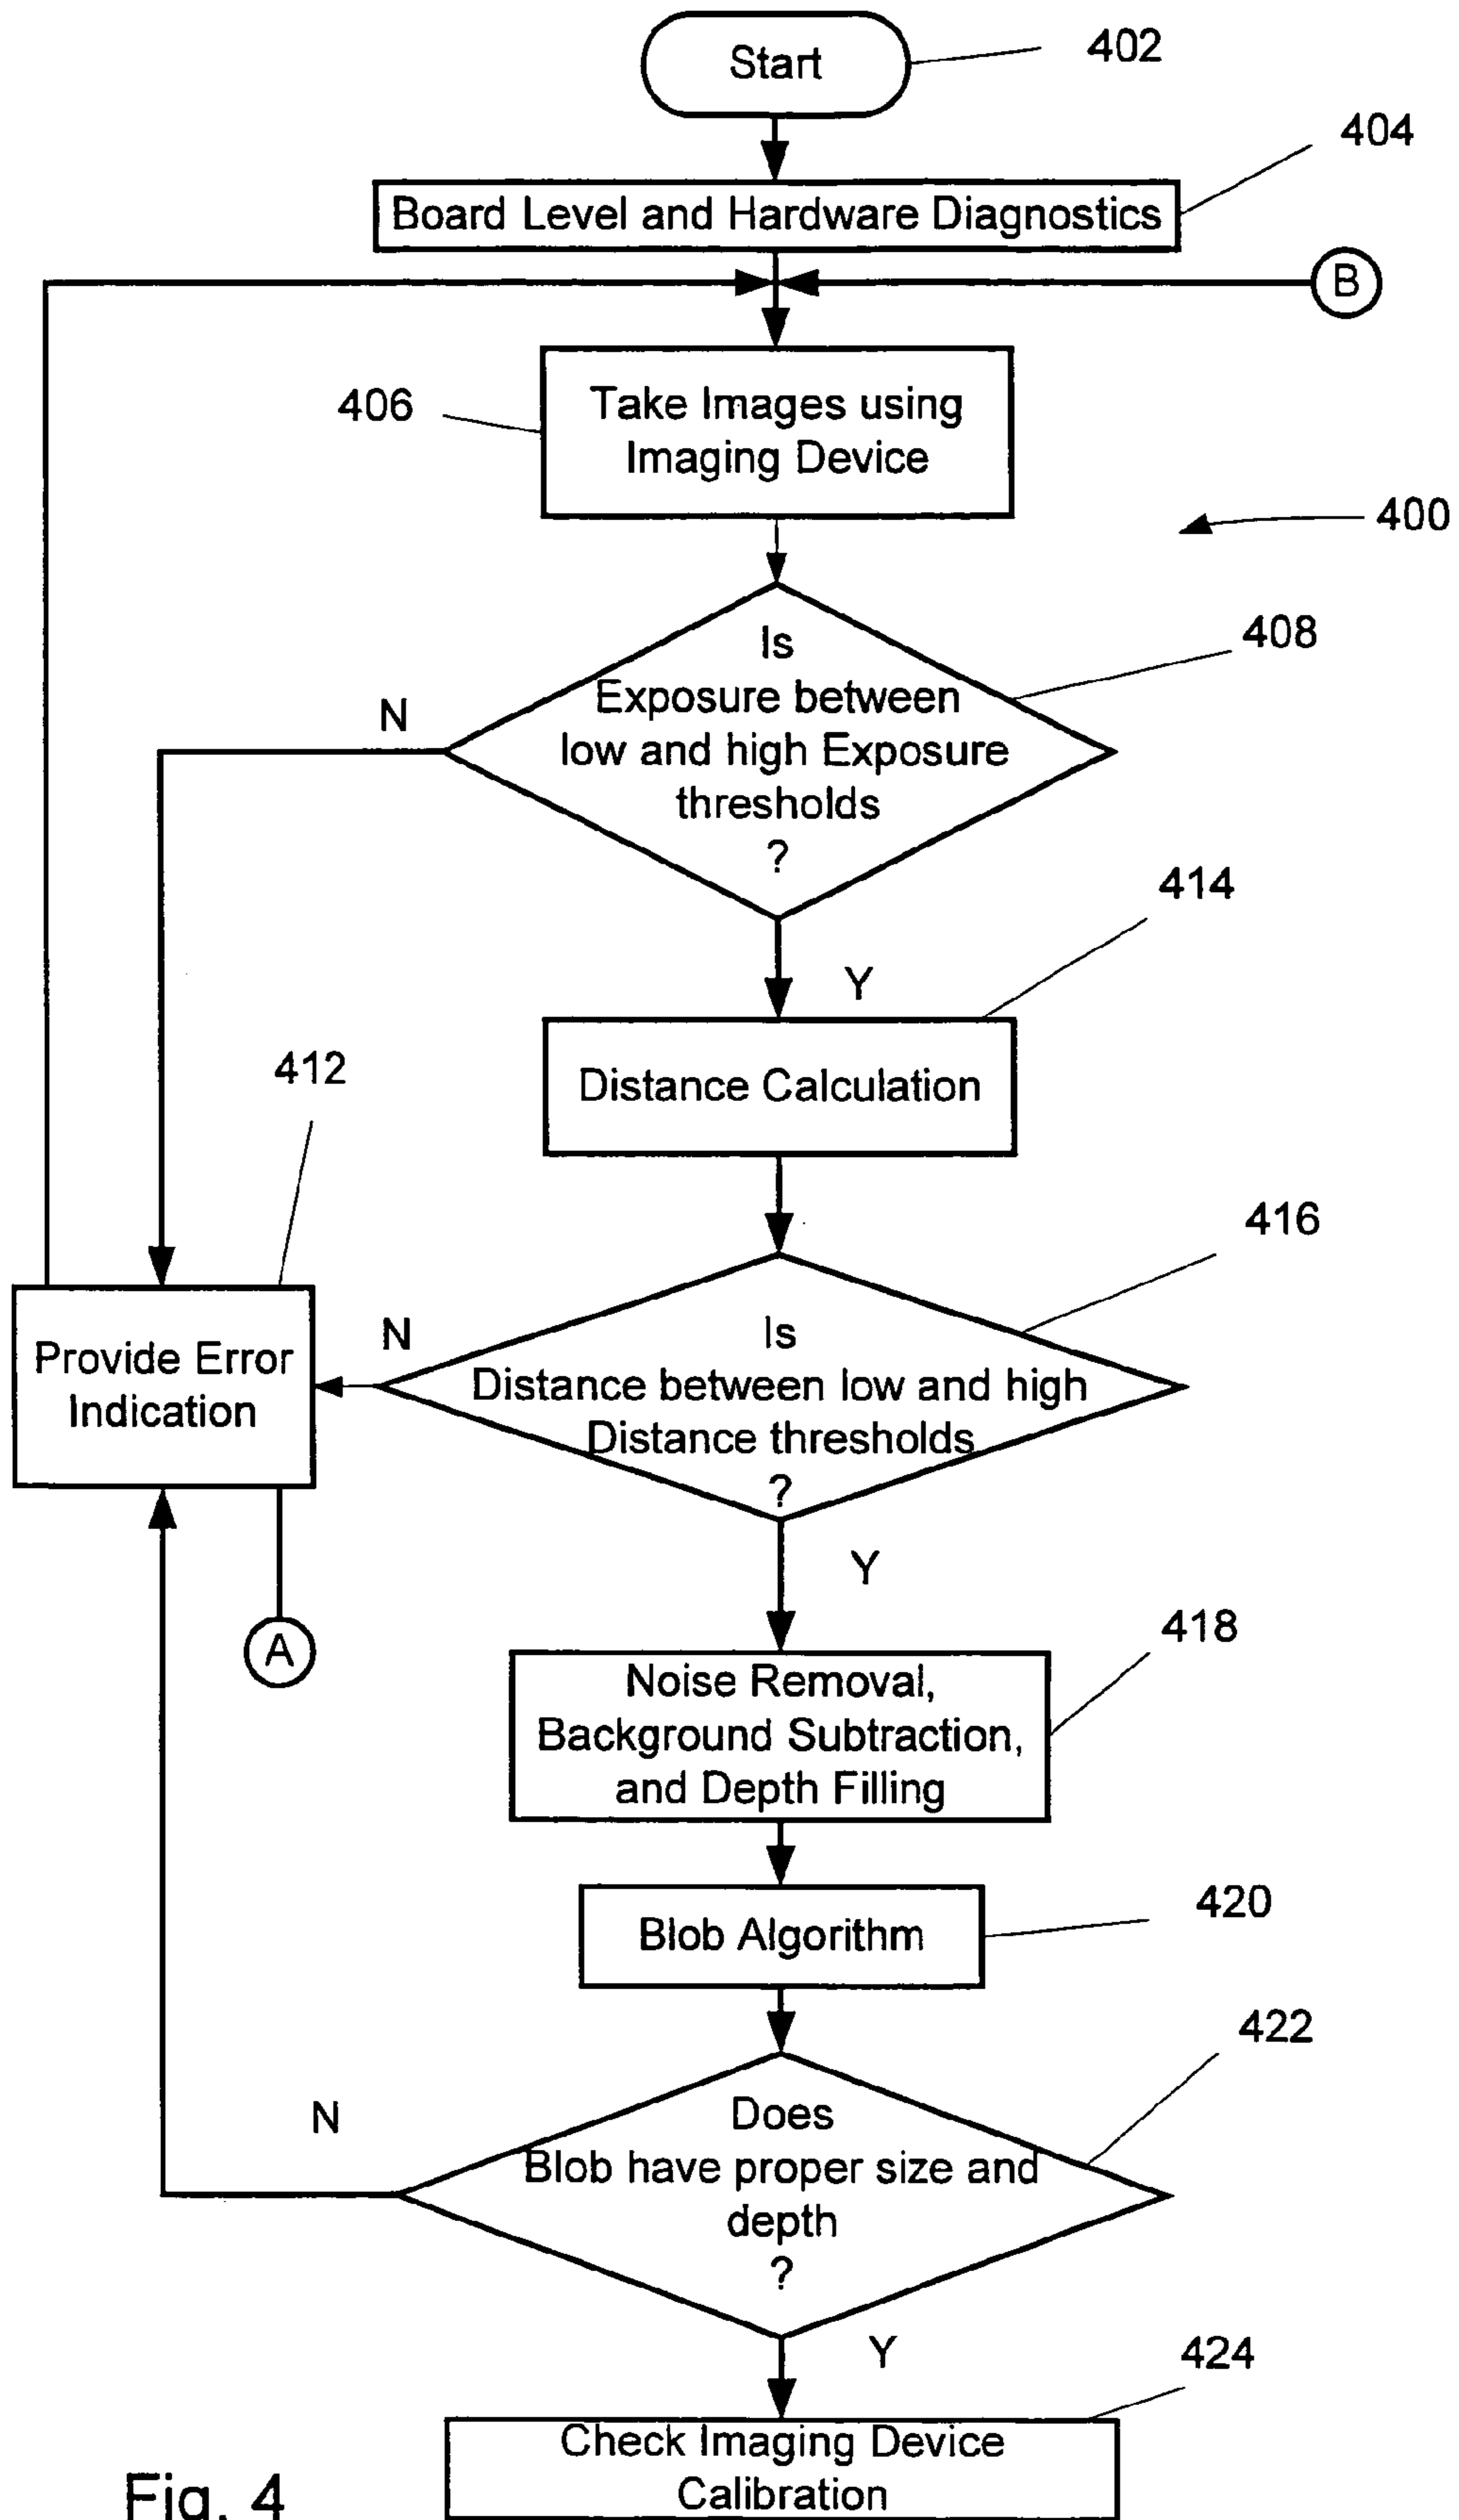 Start
402
404
Board Level and Hardware Diagnostics
B
406
Take Images using
Imaging Device
400
408
Is
Exposure between
low and high Exposure
thresholds
?
N
Y
414
Distance Calculation
412
416
Provide Error
Indication
N
Is
Distance between low and high
Distance thresholds
?
Y
A
418
Noise Removal,
Background Subtraction,
and Depth Filling
420
Blob Algorithm
422
N
Does
Blob have proper size and
depth
?
Y
424
Check Imaging Device
Calibration
Fig. 4